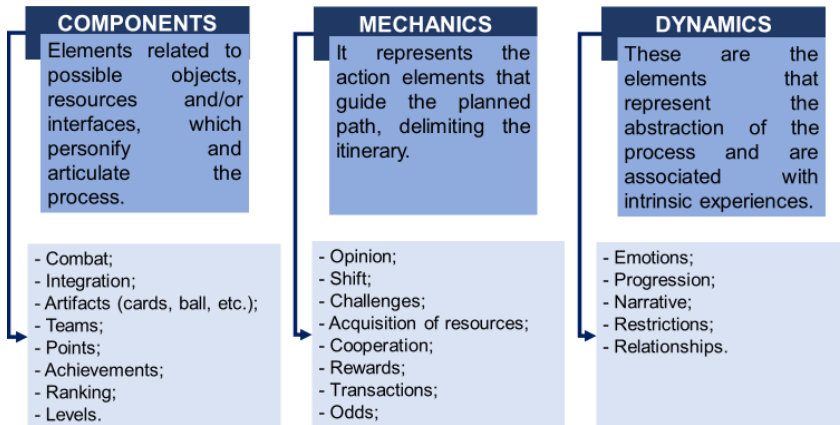 COMPONENTS
Elements related to
possible objects,
resources and/or
interfaces, which
personify and
articulate the
process.
- Combat;
- Integration;
- Artifacts (cards, ball, etc.);
- Teams;
- Points;
- Achievements;
- Ranking;
- Levels.
MECHANICS
It represents the
action elements that
guide the planned
path, delimiting the
itinerary.
- Opinion;
- Shift;
- Challenges;
- Acquisition of resources;
- Cooperation;
- Rewards;
- Transactions;
- Odds;
DYNAMICS
These are the
elements that
represent the
abstraction of the
process and are
associated with
intrinsic experiences.
- Emotions;
- Progression;
- Narrative;
- Restrictions;
- Relationships.